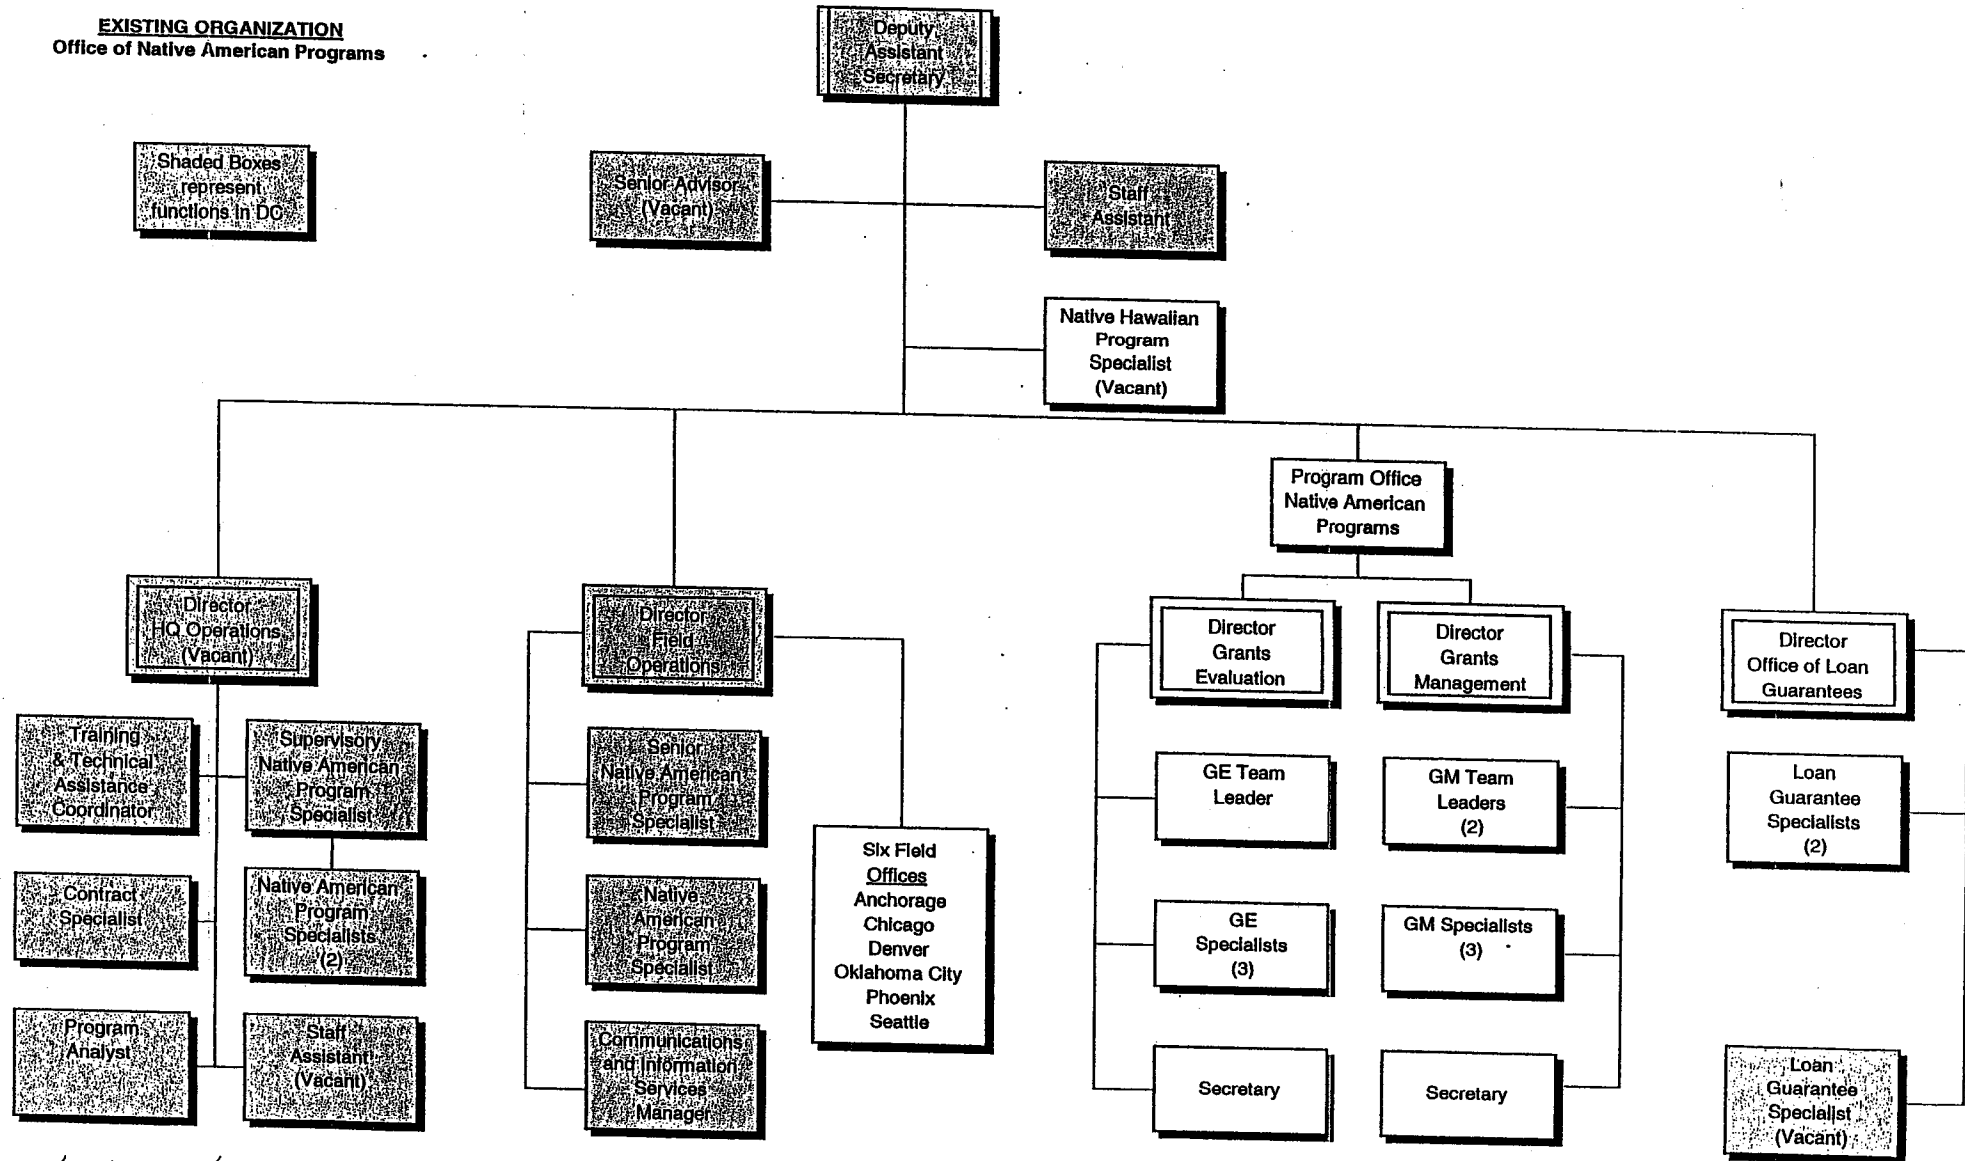 EXISTING ORGANIZATION
Office of Native American Programs
Deputy
Assistant
Secretary
Shaded Boxes
represent
functions in DC
Senior Advisor
(Vacant)
Staff
Assistant
Native Hawaiian
Program
Specialist
(Vacant)
Program Office
Native American
Programs
Director
HQ Operations
(Vacant)
Director
Field
Operations
Director
Grants
Evaluation
Director
Grants
Management
Director
Office of Loan
Guarantees
Training
& Technical
Assistance
Coordinator
Supervisory
Native American
Program
Specialist
Contract
Specialist
Native American
Program
Specialists
(2)
Program
Analyst
Staff
Assistant
(Vacant)
Senior
Native American
Program
Specialist
Native
American
Program
Specialist
Communications
and Information
Services
Manager
Six Field
Offices
Anchorage
Chicago
Denver
Oklahoma City
Phoenix
Seattle
GE Team
Leader
GE
Specialists
(3)
Secretary
GM Team
Leaders
(2)
GM Specialists
(3)
Secretary
Loan
Guarantee
Specialists
(2)
Loan
Guarantee
Specialist
(Vacant)